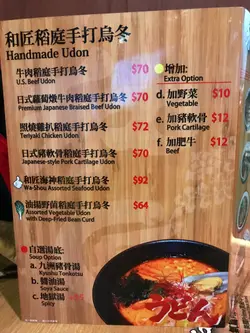 和匠稻庭手打烏冬
Handmade Udon
牛肉稻庭手打烏冬 $70
U.S. Beef Udon
日式蘿蔔燉牛肉稻庭手打烏冬 $70
Premium Japanese Braised Beef Udon
照燒雞扒稻庭手打烏冬 $72
Teriyaki Chicken Udon
日式豬軟骨稻庭手打烏冬 $70
Japanese-style Pork Cartilage Udon
和匠海神稻庭手打烏冬 $92
Wa-Shou Assorted Seafood Udon
油揚野菌稻庭手打烏冬 $64
Assorted Vegetable Udon
with Deep-Fried Bean Curd
自選湯底:
Soup Option
a. 九洲豬骨湯
Kyushu Tonkotsu
b. 醬油湯
Soya Sauce
c. 地獄湯
Spicy
增加:
Extra Option
d. 加野菜 $10
Vegetable
e. 加豬軟骨 $12
Pork Cartilage
f. 加肥牛 $12
Beef
うどん